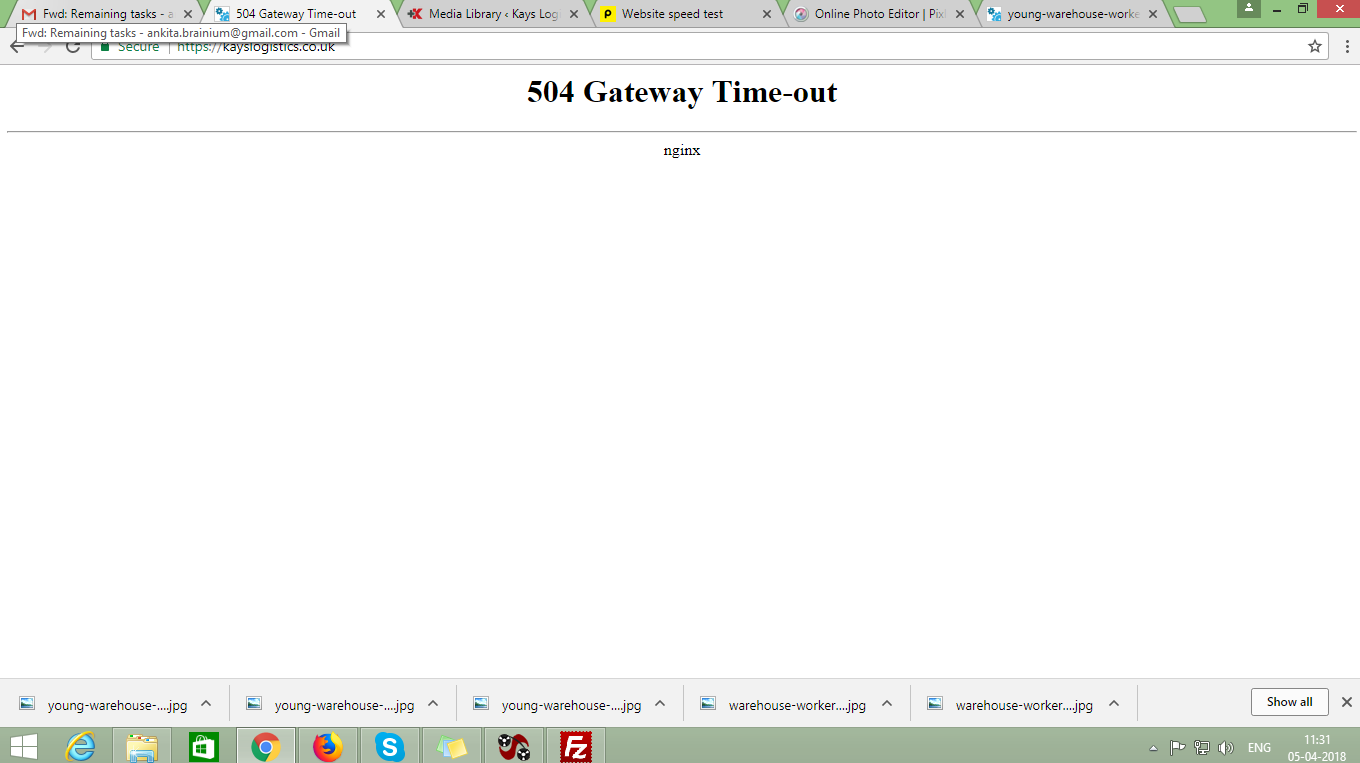 Fwd: Remaining tasks - a
504 Gateway Time-out
Media Library ‹ Kays Log
Website speed test
Online Photo Editor | Pix
young-warehouse-worke
Fwd: Remaining tasks - ankita.brainium@gmail.com - Gmail
Secure https://kayslogistics.co.uk
504 Gateway Time-out
nginx
young-warehouse-....jpg
young-warehouse-....jpg
young-warehouse-....jpg
warehouse-worker....jpg
warehouse-worker....jpg
Show all
ENG
11:31
05-04-2018